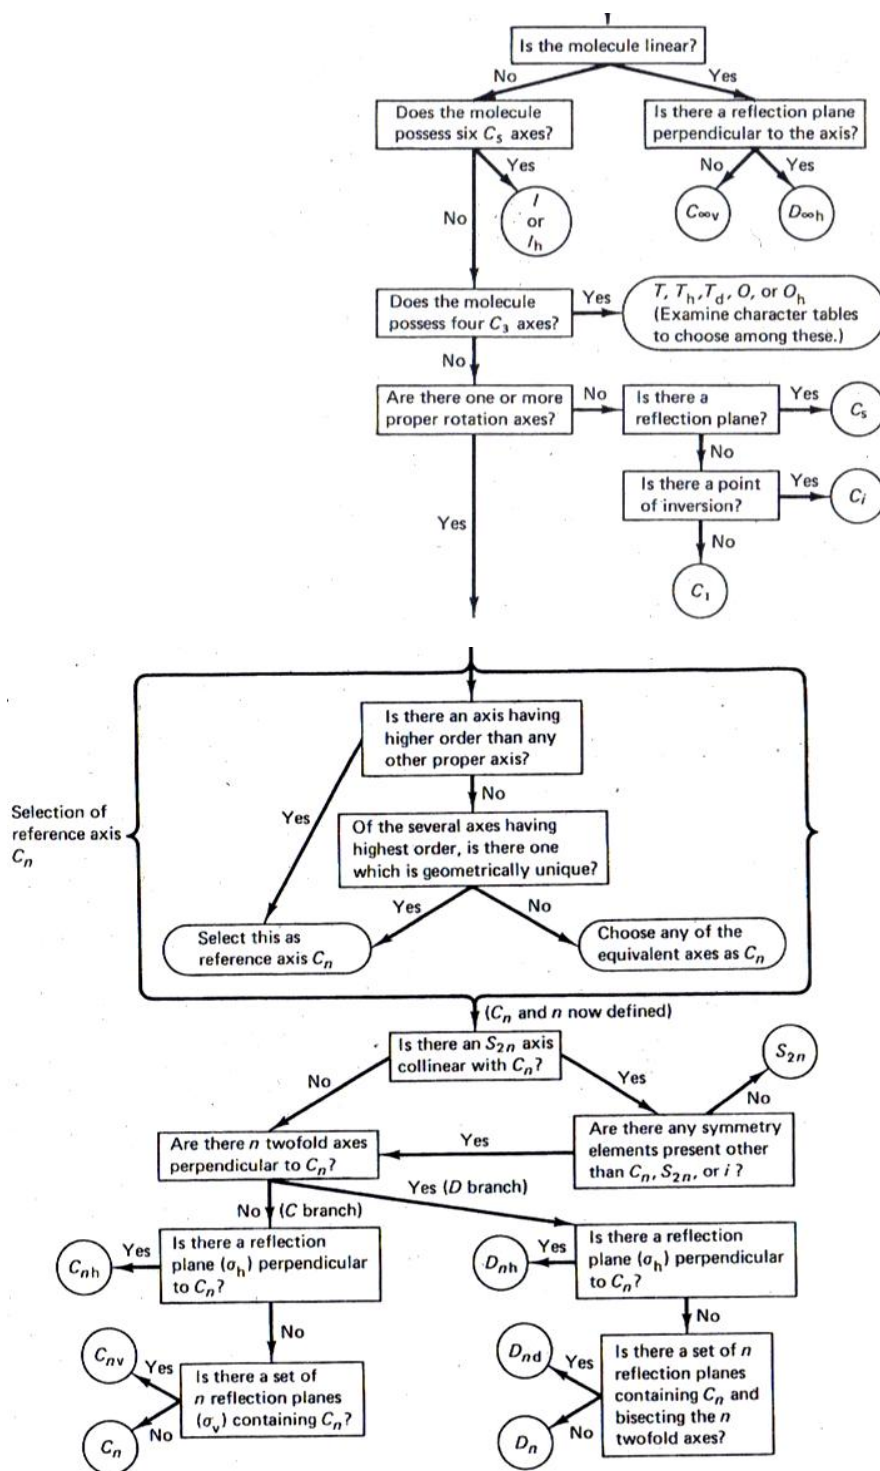 Is the molecule linear?
No
Yes
Does the molecule
possess six C₅ axes?
Is there a reflection plane
perpendicular to the axis?
Yes
No
Yes
No
I
or
Iₕ
C∞v
D∞h
Does the molecule
possess four C₃ axes?
Yes
T, Tₕ, T_d, O, or Oₕ
(Examine character tables
to choose among these.)
No
Are there one or more
proper rotation axes?
No
Is there a
reflection plane?
Yes
Cₛ
No
Yes
Is there a point
of inversion?
Yes
Cᵢ
No
C₁
Selection of
reference axis
Cₙ
Is there an axis having
higher order than any
other proper axis?
No
Yes
Of the several axes having
highest order, is there one
which is geometrically unique?
Yes
No
Select this as
reference axis Cₙ
Choose any of the
equivalent axes as Cₙ
(Cₙ and n now defined)
Is there an S₂ₙ axis
collinear with Cₙ?
S₂ₙ
No
Yes
No
Are there n twofold axes
perpendicular to Cₙ?
Yes
Are there any symmetry
elements present other
than Cₙ, S₂ₙ, or i ?
Yes (D branch)
No (C branch)
Cₙₕ
Yes
Is there a reflection
plane (σₕ) perpendicular
to Cₙ?
Dₙₕ
Yes
Is there a reflection
plane (σₕ) perpendicular
to Cₙ?
No
No
Cₙᵥ
Yes
Is there a set of
n reflection planes
(σᵥ) containing Cₙ?
No
Cₙ
D_nd
Yes
Is there a set of n
reflection planes
containing Cₙ and
bisecting the n
twofold axes?
No
Dₙ